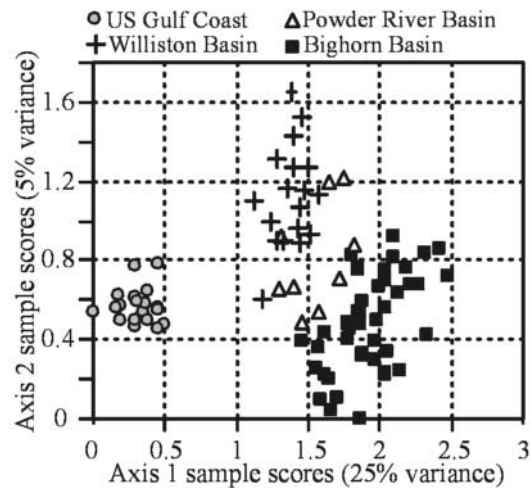 US Gulf Coast Powder River Basin
Williston Basin Bighorn Basin
Axis 2 sample scores (5% variance)
1.6
1.2
0.8
0.4
0
0 0.5 1 1.5 2 2.5 3
Axis 1 sample scores (25% variance)